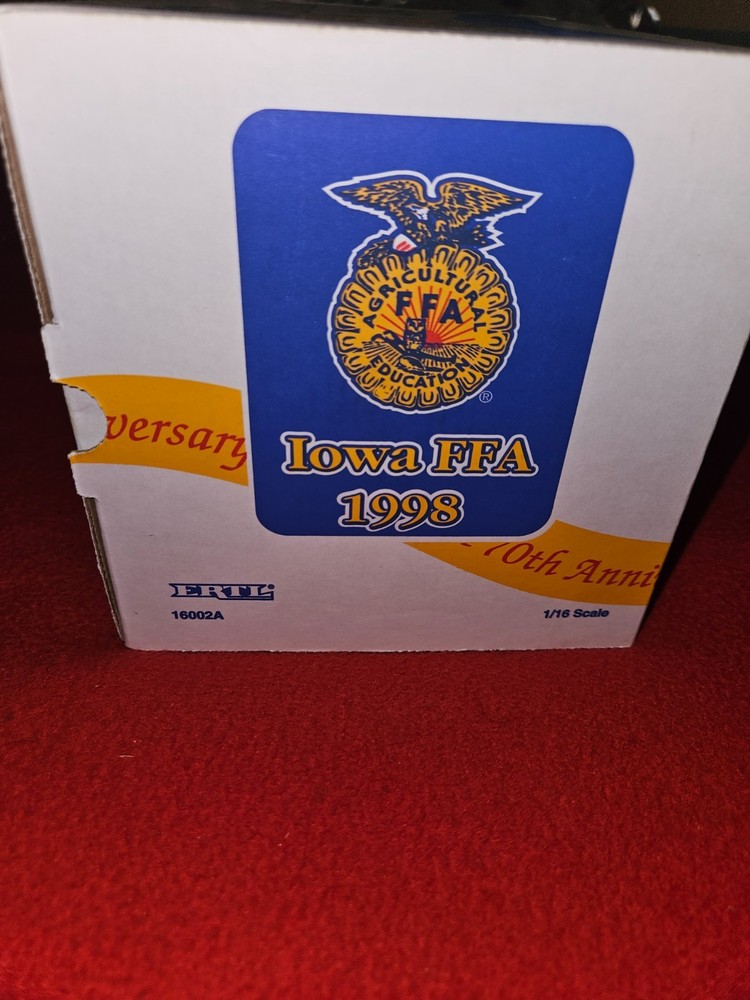 AGRICULTURAL
FFA
EDUCATION
®
Iowa FFA
1998
versary
70th Anni
ERTL®
16002A
1/16 Scale